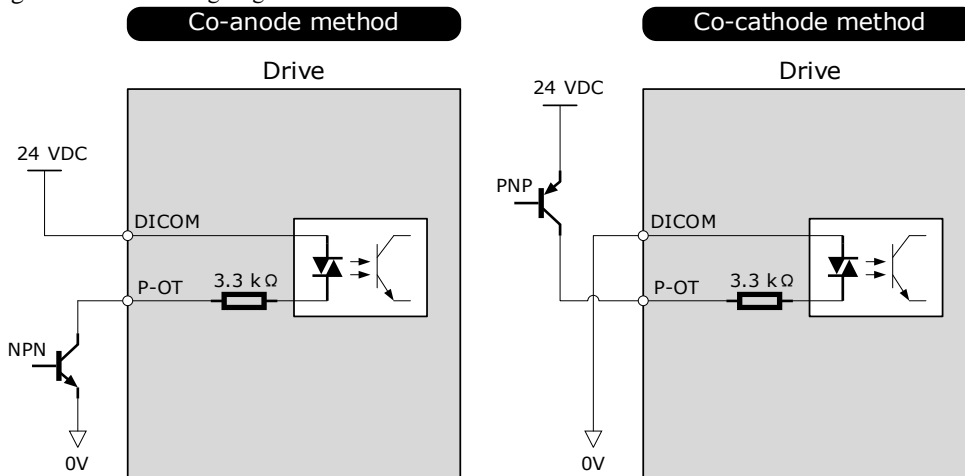 Co-anode method
Drive
24 VDC
DICOM
P-OT
3.3 kΩ
NPN
0V
Co-cathode method
Drive
24 VDC
PNP
DICOM
P-OT
3.3 kΩ
0V